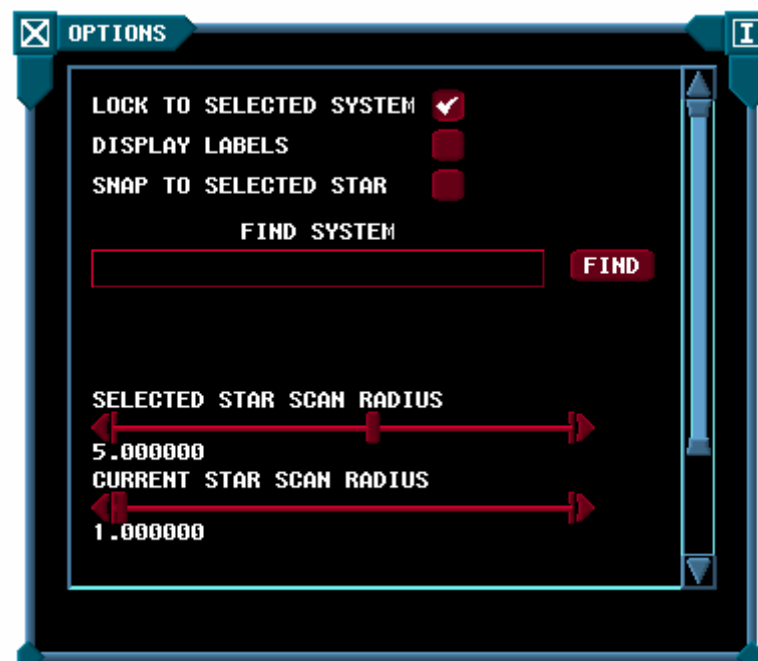 OPTIONS
I
LOCK TO SELECTED SYSTEM
DISPLAY LABELS
SNAP TO SELECTED STAR
FIND SYSTEM
FIND
SELECTED STAR SCAN RADIUS
5.000000
CURRENT STAR SCAN RADIUS
1.000000